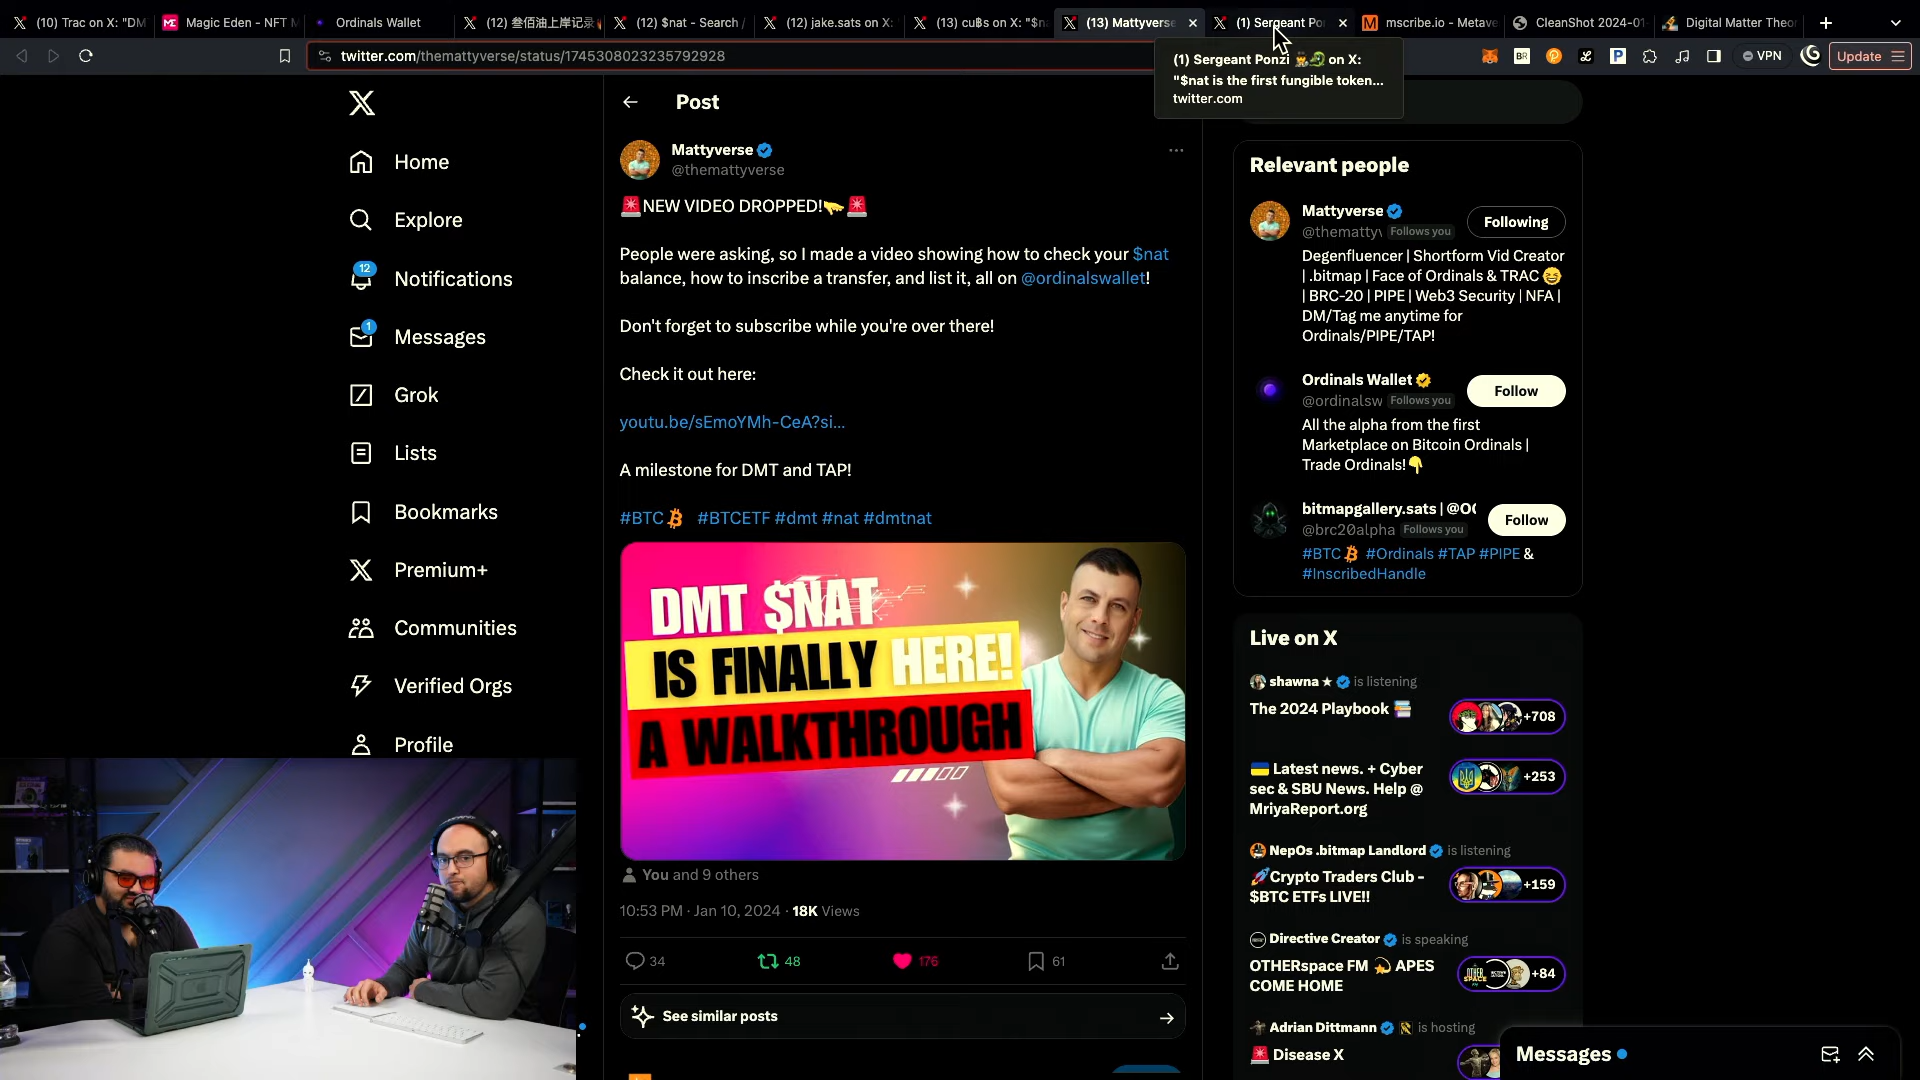 (10) Trac on X: "DM
Magic Eden - NFT M
Ordinals Wallet
(12) 叁佰油上岸记录
(12) $nat - Search /
(12) jake.sats on X:
(13) cu₿s on X: "$n
(13) Mattyverse
(1) Sergeant Po
mscribe.io - Metave
CleanShot 2024-01-
Digital Matter Theor
twitter.com/themattyverse/status/1745308023235792928
VPN
Update
(1) Sergeant Ponzi on X:
"$nat is the first fungible token...
twitter.com
Home
Explore
12
Notifications
1
Messages
Grok
Lists
Bookmarks
Premium+
Communities
Verified Orgs
Profile
Post
Mattyverse
@themattyverse
🚨NEW VIDEO DROPPED!🚨
People were asking, so I made a video showing how to check your $nat
balance, how to inscribe a transfer, and list it, all on @ordinalswallet!
Don't forget to subscribe while you're over there!
Check it out here:
youtu.be/sEmoYMh-CeA?si...
A milestone for DMT and TAP!
#BTC #BTCETF #dmt #nat #dmtnat
DMT $NAT
IS FINALLY HERE!
A WALKTHROUGH
You and 9 others
10:53 PM · Jan 10, 2024 · 18K Views
34
48
176
61
See similar posts
Relevant people
Mattyverse
Following
@themattyv Follows you
Degenfluencer | Shortform Vid Creator
| .bitmap | Face of Ordinals & TRAC 😄
| BRC-20 | PIPE | Web3 Security | NFA |
DM/Tag me anytime for
Ordinals/PIPE/TAP!
Ordinals Wallet
Follow
@ordinalsw Follows you
All the alpha from the first
Marketplace on Bitcoin Ordinals |
Trade Ordinals!👇
bitmapgallery.sats | @OG
Follow
@brc20alpha Follows you
#BTC #Ordinals #TAP #PIPE &
#InscribedHandle
Live on X
shawna ★ is listening
The 2024 Playbook 📚
+708
🇺🇦 Latest news. + Cyber
sec & SBU News. Help @
MriyaReport.org
+253
NepOs .bitmap Landlord is listening
🚀Crypto Traders Club -
$BTC ETFs LIVE!!
+159
Directive Creator is speaking
OTHERspace FM 💫 APES
COME HOME
+84
Adrian Dittmann is hosting
🚨 Disease X
Messages